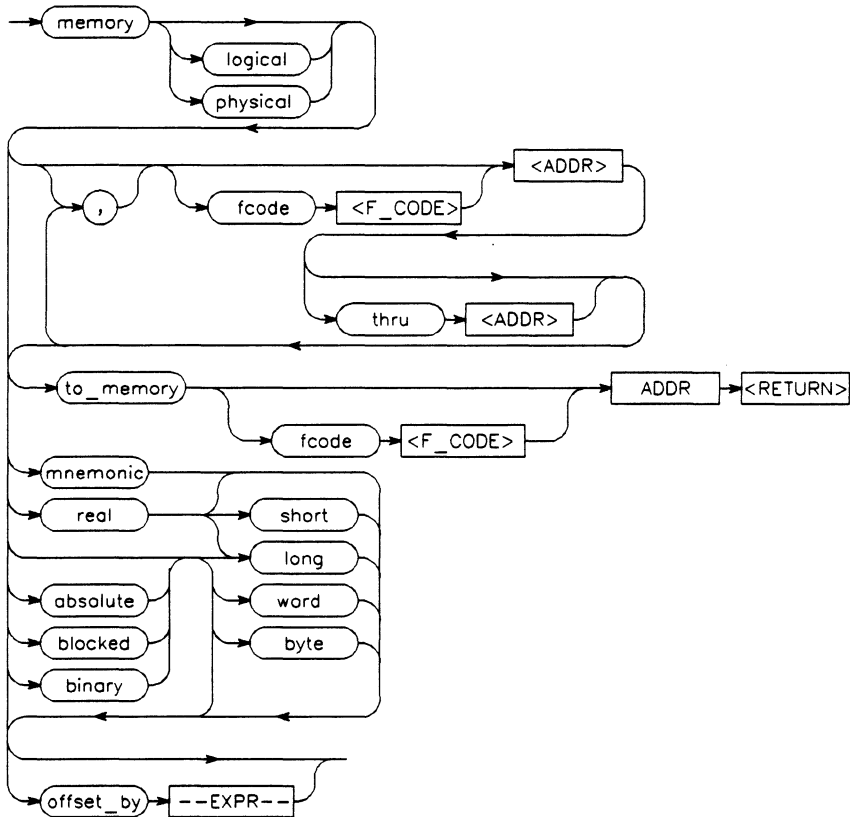 memory
logical
physical
<ADDR>
, fcode <F_CODE>
thru <ADDR>
to_memory ADDR <RETURN>
fcode <F_CODE>
mnemonic
real short
long
absolute word
blocked byte
binary
offset_by --EXPR--